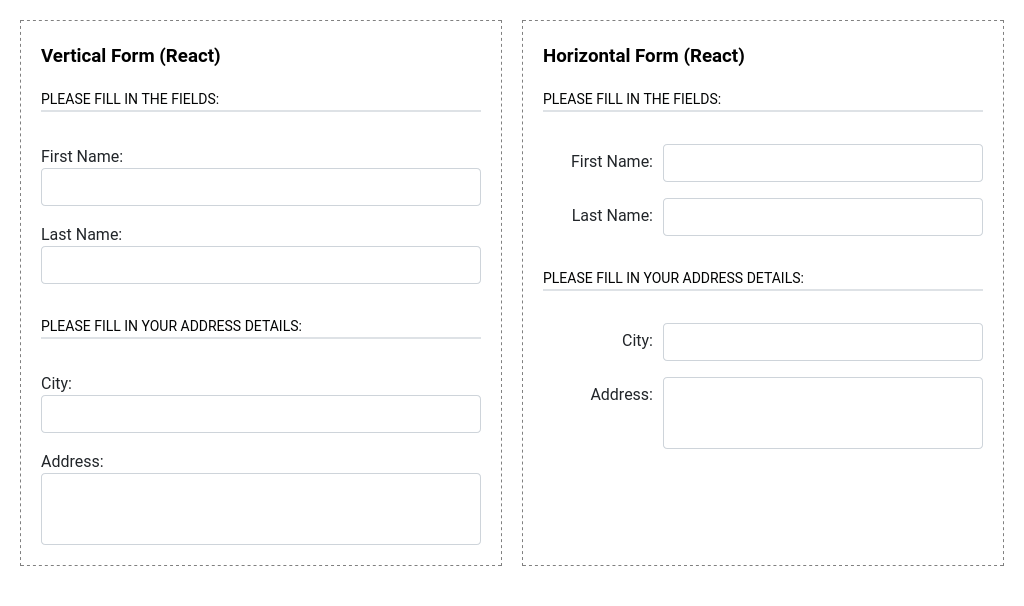 Vertical Form (React)
PLEASE FILL IN THE FIELDS:
First Name:
Last Name:
PLEASE FILL IN YOUR ADDRESS DETAILS:
City:
Address:
Horizontal Form (React)
PLEASE FILL IN THE FIELDS:
First Name:
Last Name:
PLEASE FILL IN YOUR ADDRESS DETAILS:
City:
Address: